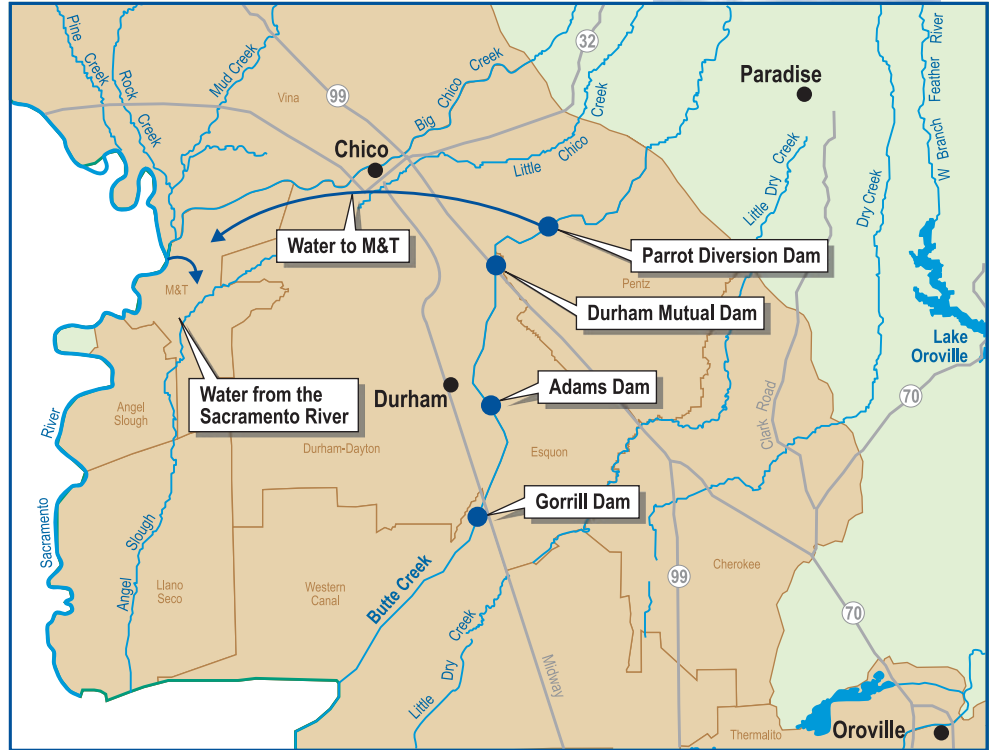 Pine
Creek
Rock
Creek
Mud Creek
Vina
99
Big Chico Creek
32
Paradise
W Branch Feather River
Chico
Little Chico Creek
Little Dry Creek
Dry Creek
Water to M&T
Parrot Diversion Dam
Pentz
M&T
Durham Mutual Dam
Lake
Oroville
Water from the
Sacramento River
Durham
Adams Dam
70
Clark Road
Angel
Slough
River
Durham-Dayton
Esquon
Gorrill Dam
Sacramento
Angel Slough
Llano
Seco
Western
Canal
Butte Creek
99
Cherokee
Little Dry Creek
Midway
70
Thermalito
Oroville